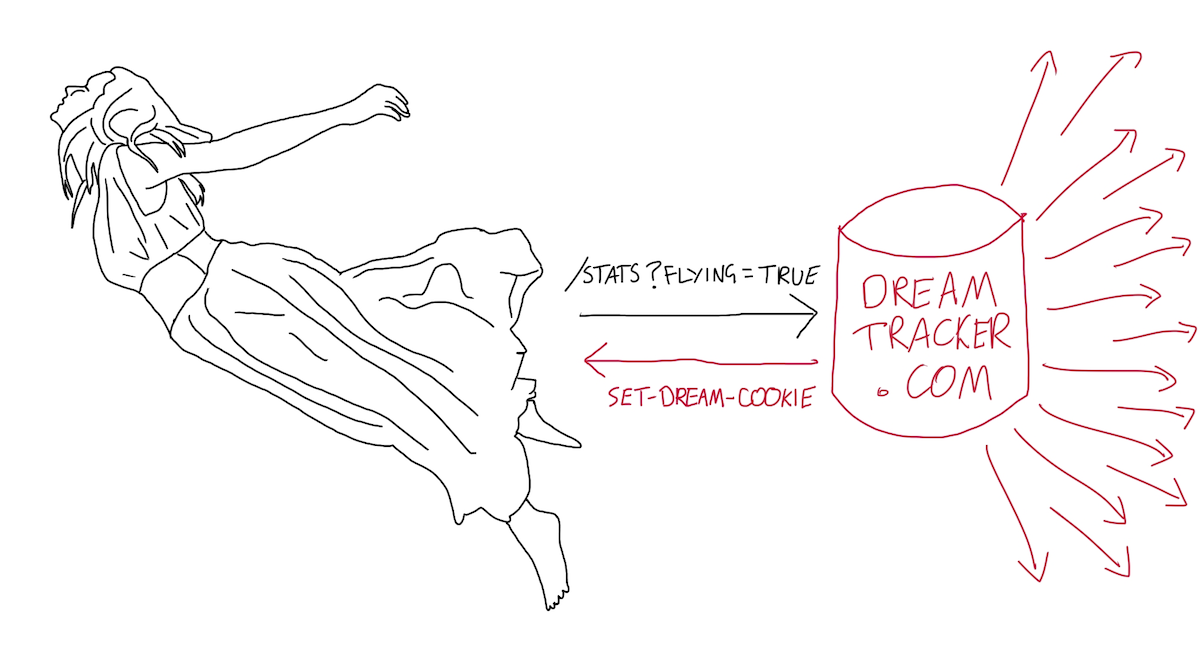 /STATS?FLYING=TRUE
SET-DREAM-COOKIE
DREAM
TRACKER
.COM